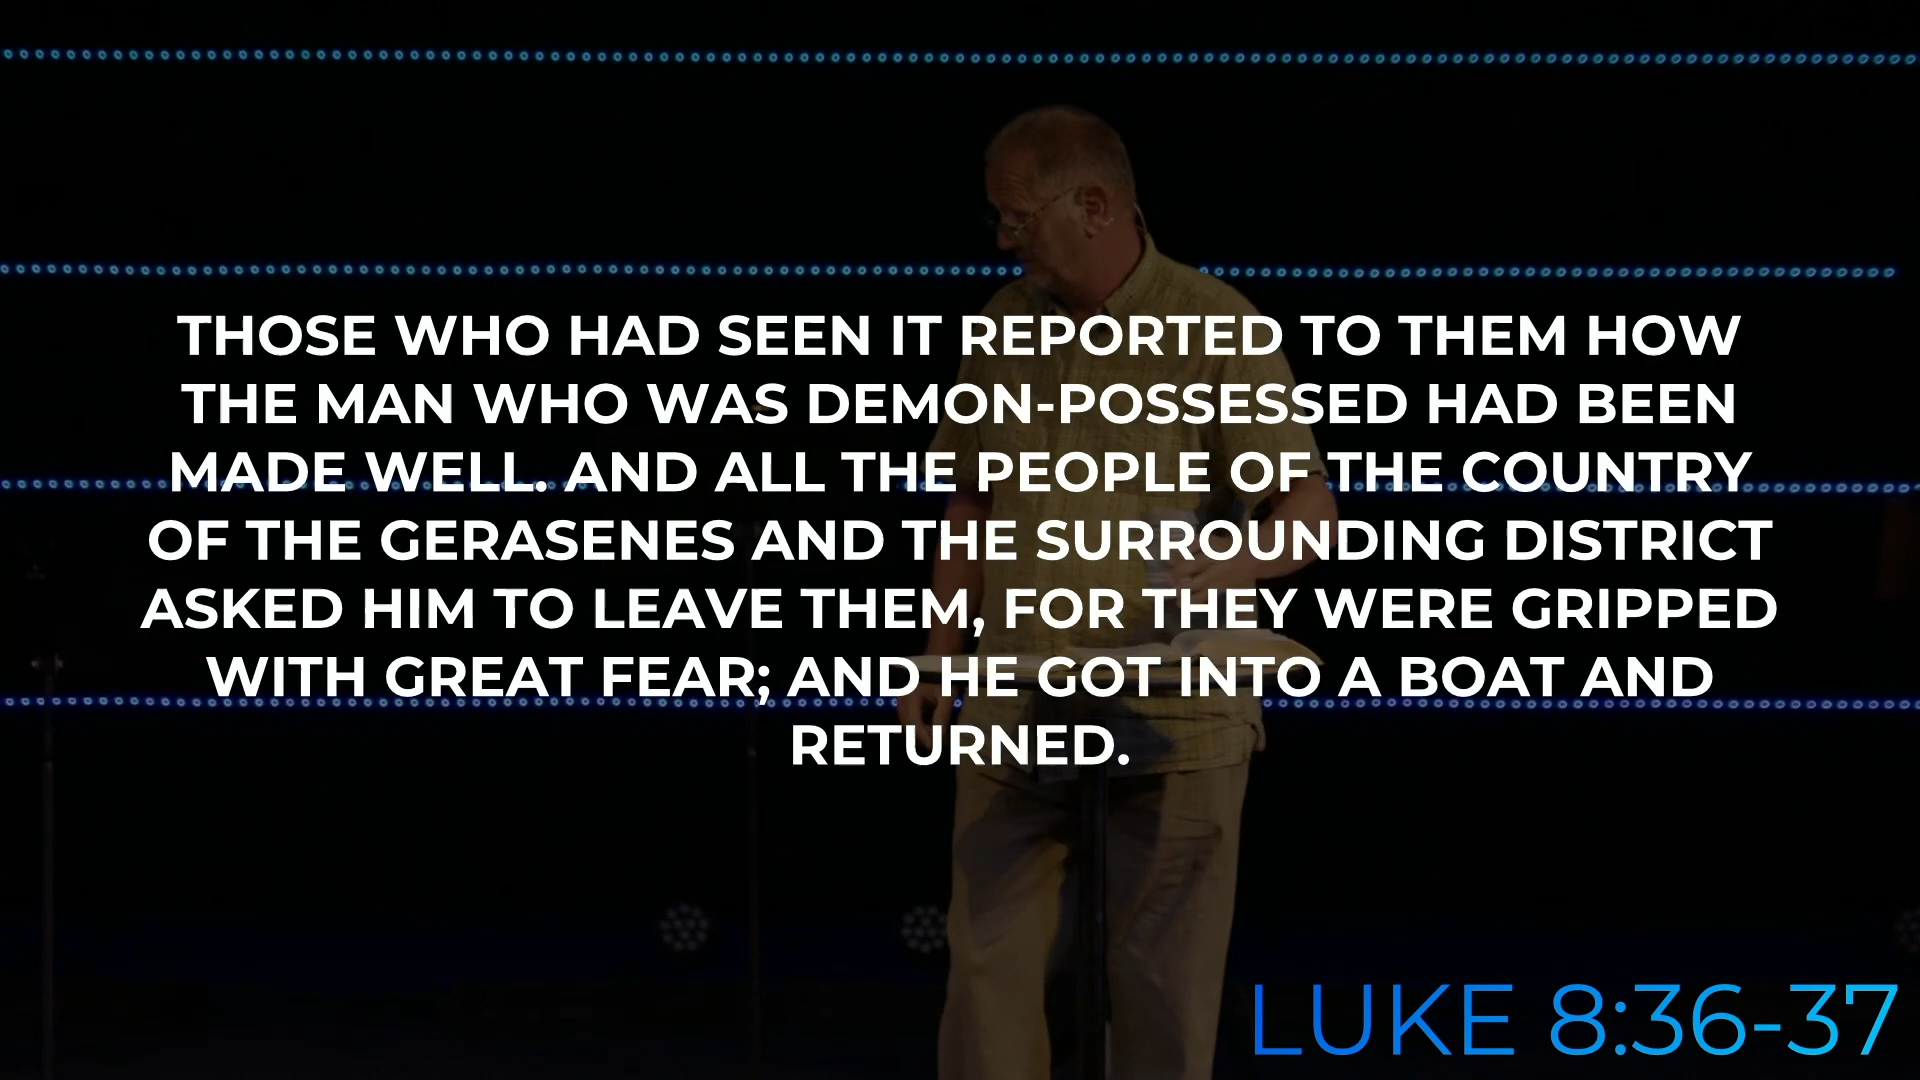 THOSE WHO HAD SEEN IT REPORTED TO THEM HOW
THE MAN WHO WAS DEMON-POSSESSED HAD BEEN
MADE WELL. AND ALL THE PEOPLE OF THE COUNTRY
OF THE GERASENES AND THE SURROUNDING DISTRICT
ASKED HIM TO LEAVE THEM, FOR THEY WERE GRIPPED
WITH GREAT FEAR; AND HE GOT INTO A BOAT AND
RETURNED.
LUKE 8:36-37